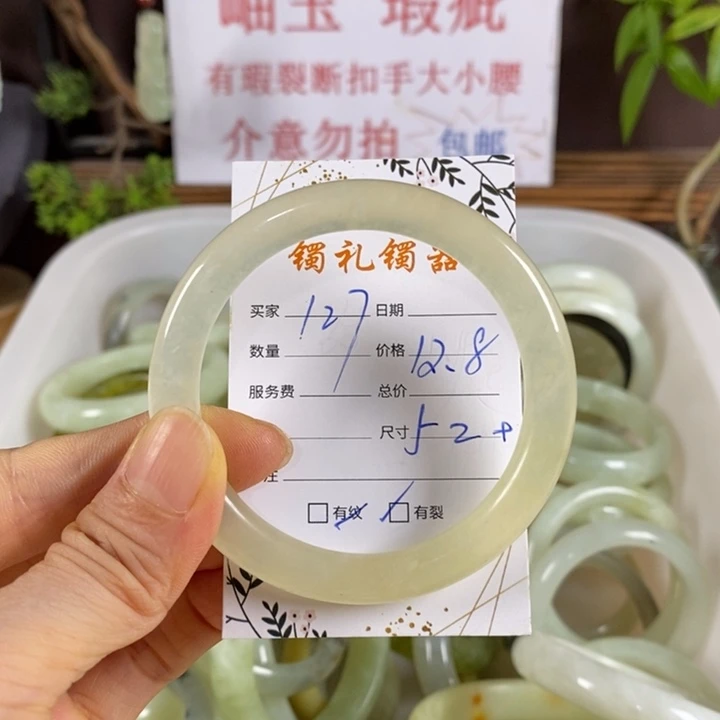 岫玉 瑕疵
有瑕裂断扣手大小腰
介意勿拍 包邮
镯礼镯器
买家 127 日期
数量 价格 12.8
服务费 总价
尺寸 52+
注
有纹 有裂